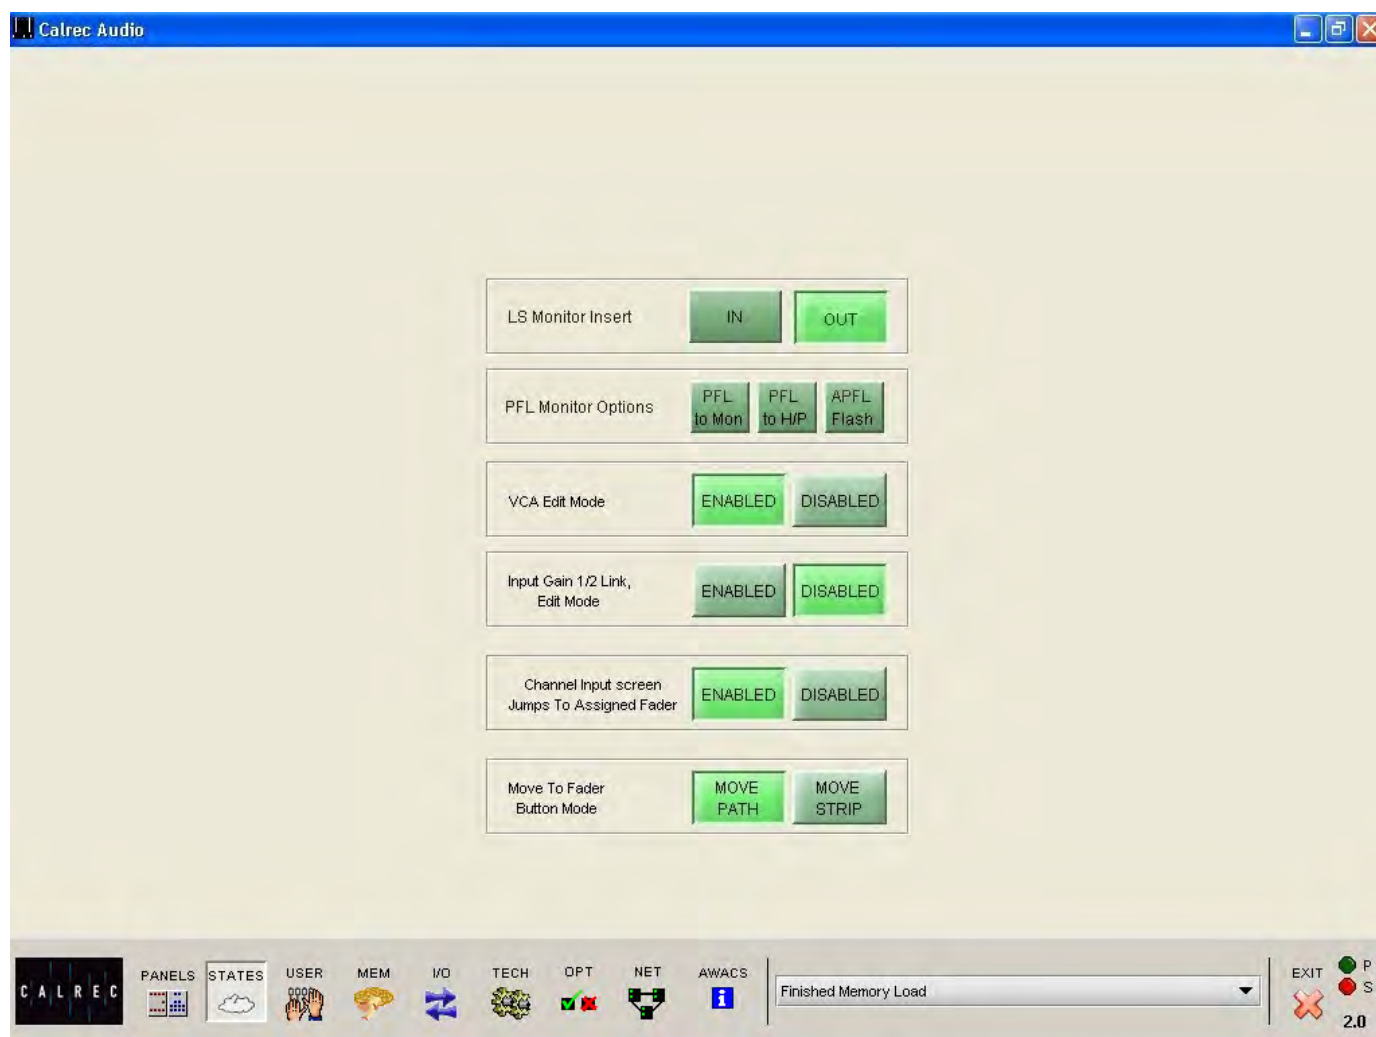 Calrec Audio
LS Monitor Insert IN OUT
PFL Monitor Options
PFL to Mon
PFL to H/P
APFL Flash
VCA Edit Mode ENABLED DISABLED
Input Gain 1/2 Link,
Edit Mode
ENABLED DISABLED
Channel Input screen
Jumps To Assigned Fader
ENABLED DISABLED
Move To Fader
Button Mode
MOVE
PATH
MOVE
STRIP
CALREC
PANELS STATES USER MEM I/O TECH OPT NET AWACS
Finished Memory Load
EXIT
P
S
2.0